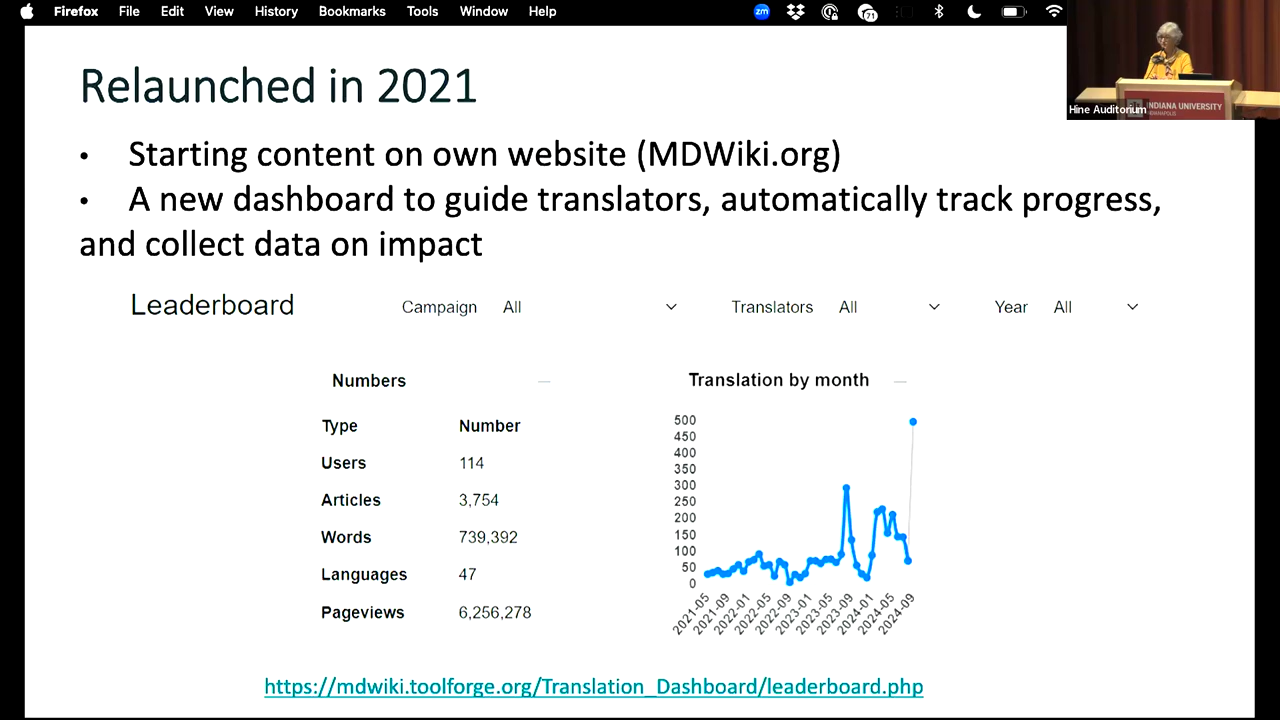 Firefox File Edit View History Bookmarks Tools Window Help
zm
71
Relaunched in 2021
• Starting content on own website (MDWiki.org)
• A new dashboard to guide translators, automatically track progress,
and collect data on impact
Hine Auditorium
INDIANA UNIVERSITY
INDIANAPOLIS
Leaderboard Campaign All Translators All Year All
Numbers
Type Number
Users 114
Articles 3,754
Words 739,392
Languages 47
Pageviews 6,256,278
Translation by month
500
450
400
350
300
250
200
150
100
50
0
2021-05
2021-09
2022-01
2022-05
2022-09
2023-01
2023-05
2023-09
2024-01
2024-05
2024-09
https://mdwiki.toolforge.org/Translation_Dashboard/leaderboard.php